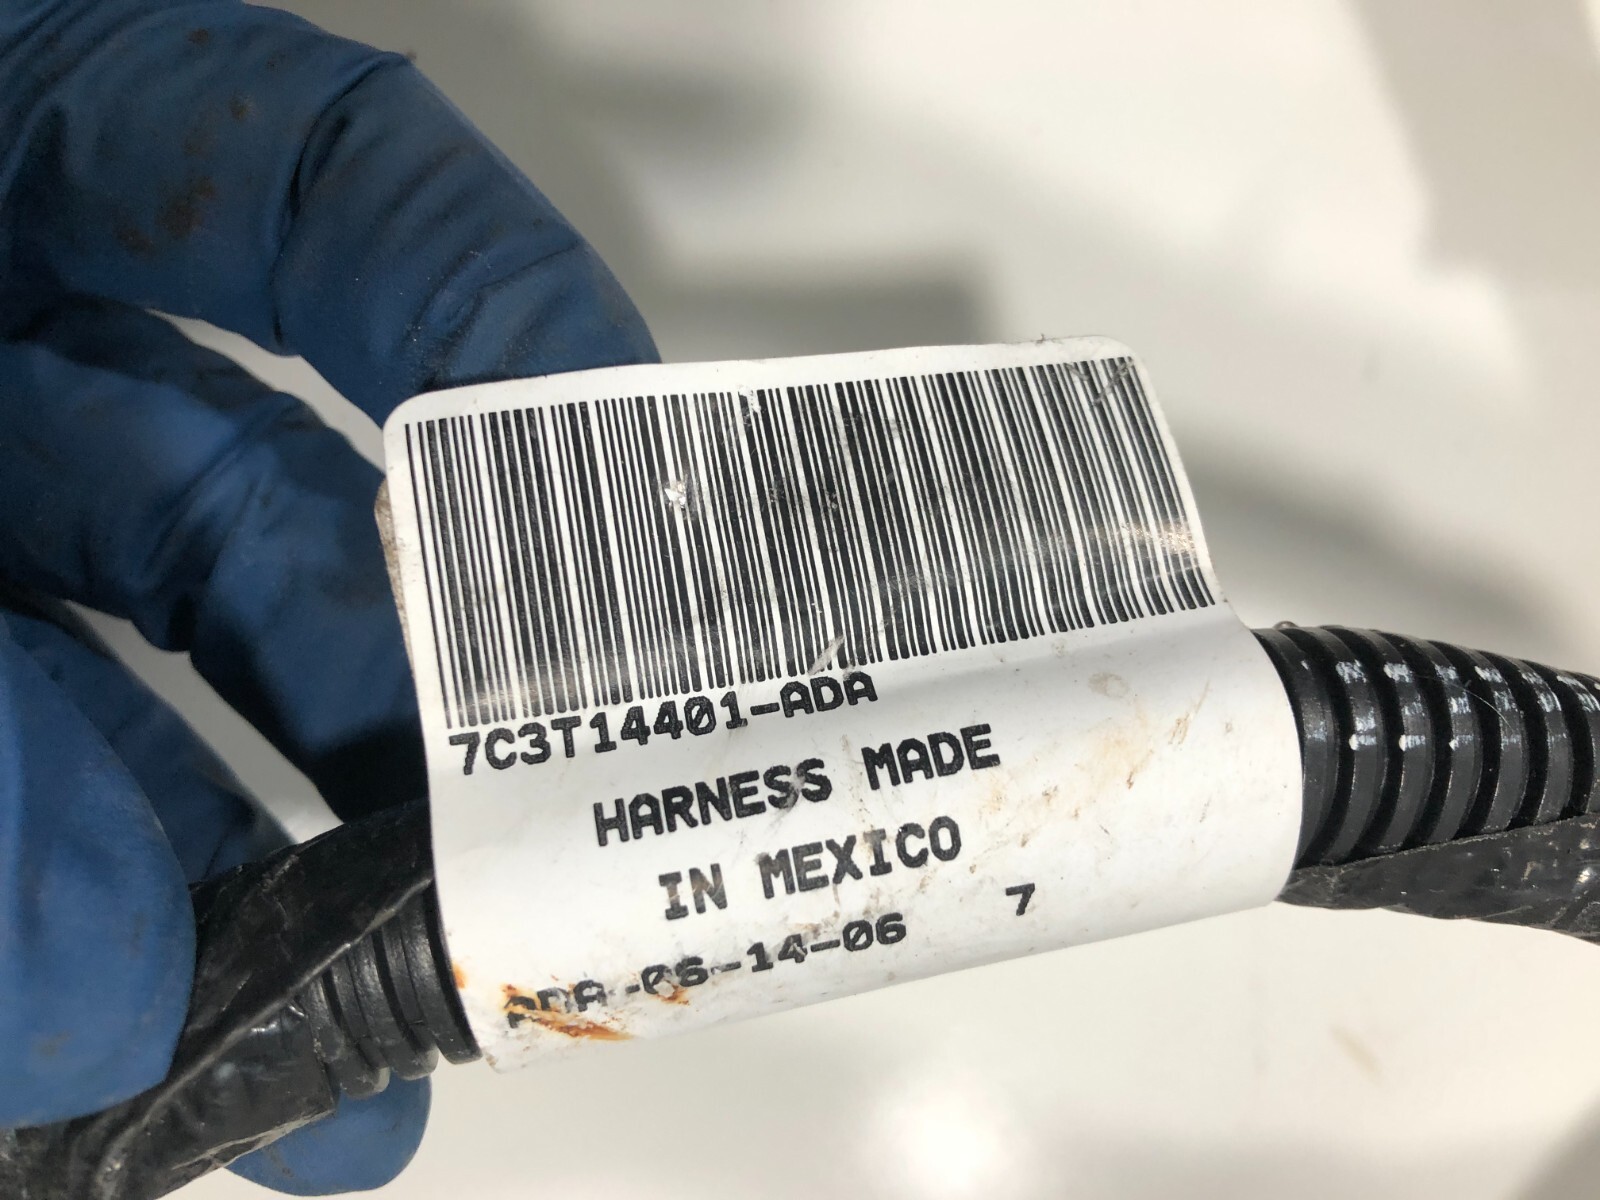 7C3T14401-ADA
HARNESS MADE
IN MEXICO
ADA-06-14-06 7